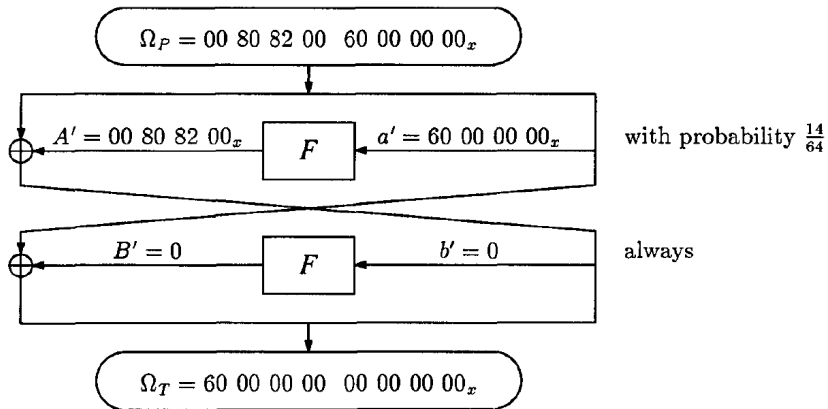 Ω_P = 00 80 82 00 60 00 00 00_x
A' = 00 80 82 00_x F a' = 60 00 00 00_x with probability 14/64
B' = 0 F b' = 0 always
Ω_T = 60 00 00 00 00 00 00 00_x